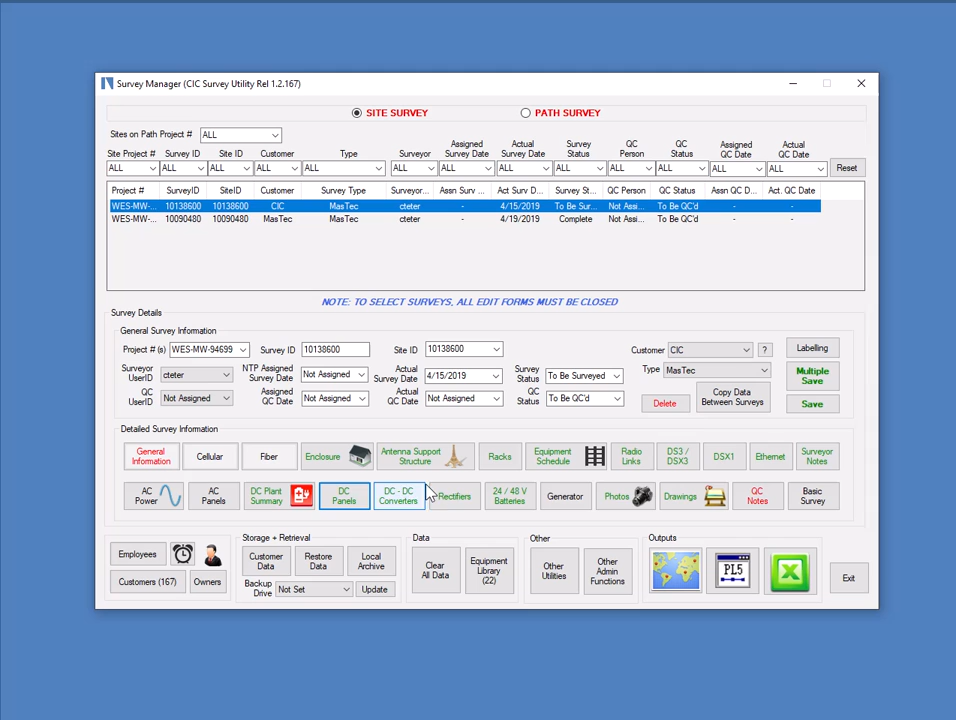 Survey Manager (CIC Survey Utility Rel 1.2.167)
SITE SURVEY
PATH SURVEY
Sites on Path Project #
ALL
Site Project #
Survey ID
Site ID
Customer
Type
Surveyor
Assigned Survey Date
Actual Survey Date
Survey Status
QC Person
QC Status
Assigned QC Date
Actual QC Date
ALL ALL ALL ALL ALL ALL ALL ALL ALL ALL ALL ALL ALL
Reset
Project # SurveyID SiteID Customer Survey Type Surveyor... Assn Surv ... Act Surv D... Survey St... QC Person QC Status Assn QC D... Act. QC Date
WES-MW-... 10138600 10138600 CIC MasTec cteter - 4/15/2019 To Be Sur... Not Assi... To Be QC'd - -
WES-MW-... 10090480 10090480 MasTec MasTec cteter - 4/19/2019 Complete Not Assi... To Be QC'd - -
NOTE: TO SELECT SURVEYS, ALL EDIT FORMS MUST BE CLOSED
Survey Details
General Survey Information
Project # (s) WES-MW-94699
Survey ID 10138600
Site ID 10138600
Customer CIC ?
Labelling
Surveyor UserID cteter
NTP Assigned Survey Date Not Assigned
Actual Survey Date 4/15/2019
Survey Status To Be Surveyed
Type MasTec
Multiple Save
QC UserID Not Assigned
Assigned QC Date Not Assigned
Actual QC Date Not Assigned
QC Status To Be QC'd
Delete
Copy Data Between Surveys
Save
Detailed Survey Information
General Information
Cellular
Fiber
Enclosure
Antenna Support Structure
Racks
Equipment Schedule
Radio Links
DS3 / DSX3
DSX1
Ethernet
Surveyor Notes
AC Power
AC Panels
DC Plant Summary
DC Panels
DC - DC Converters
Rectifiers
24 / 48 V Batteries
Generator
Photos
Drawings
QC Notes
Basic Survey
Employees
Customers (167)
Owners
Storage + Retrieval
Customer Data
Restore Data
Local Archive
Backup Drive Not Set
Update
Data
Clear All Data
Equipment Library (22)
Other
Other Utilities
Other Admin Functions
Outputs
PL5
Exit